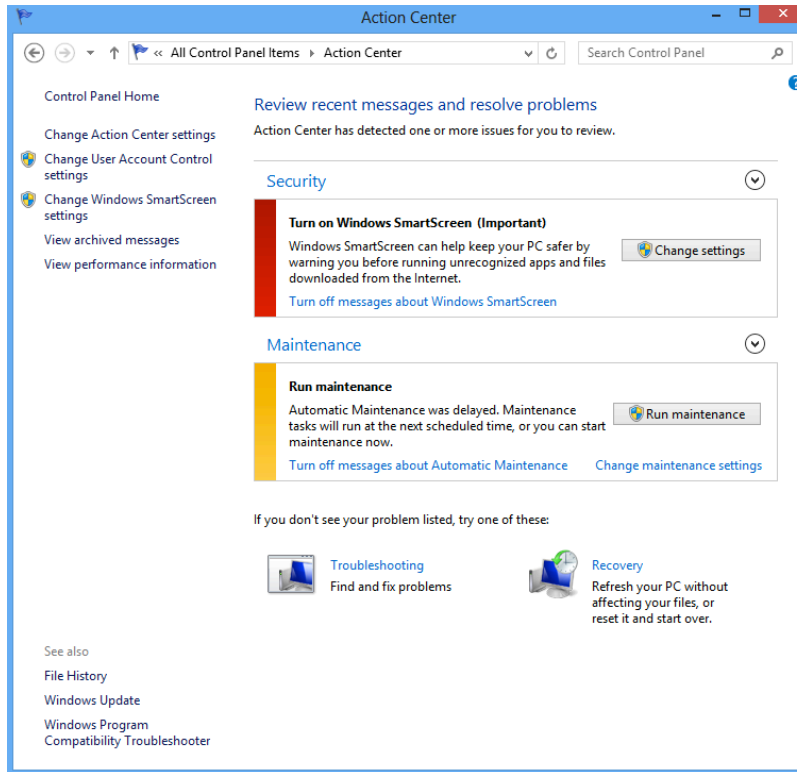 Action Center
« All Control Panel Items Action Center
Search Control Panel
Control Panel Home
Change Action Center settings
Change User Account Control
settings
Change Windows SmartScreen
settings
View archived messages
View performance information
Review recent messages and resolve problems
Action Center has detected one or more issues for you to review.
Security
Turn on Windows SmartScreen (Important)
Windows SmartScreen can help keep your PC safer by
warning you before running unrecognized apps and files
downloaded from the Internet.
Change settings
Turn off messages about Windows SmartScreen
Maintenance
Run maintenance
Automatic Maintenance was delayed. Maintenance
tasks will run at the next scheduled time, or you can start
maintenance now.
Run maintenance
Turn off messages about Automatic Maintenance
Change maintenance settings
If you don't see your problem listed, try one of these:
Troubleshooting
Find and fix problems
Recovery
Refresh your PC without
affecting your files, or
reset it and start over.
See also
File History
Windows Update
Windows Program
Compatibility Troubleshooter